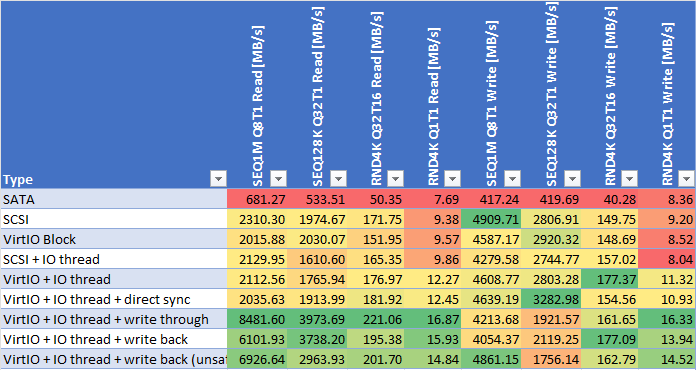 Type SEQ1M Q8T1 Read [MB/s] SEQ128K Q32T1 Read [MB/s] RND4K Q32T16 Read [MB/s] RND4K Q1T1 Read [MB/s] SEQ1M Q8T1 Write [MB/s] SEQ128K Q32T1 Write [MB/s] RND4K Q32T16 Write [MB/s] RND4K Q1T1 Write [MB/s]
SATA 681.27 533.51 50.35 7.69 417.24 419.69 40.28 8.36
SCSI 2310.30 1974.67 171.75 9.38 4909.71 2806.91 149.75 9.20
VirtIO Block 2015.88 2030.07 151.95 9.57 4587.17 2920.32 148.69 8.52
SCSI + IO thread 2129.95 1610.60 165.35 9.86 4279.58 2744.77 157.02 8.04
VirtIO + IO thread 2112.56 1765.94 176.97 12.27 4608.77 2803.28 177.37 11.32
VirtIO + IO thread + direct sync 2035.63 1913.99 181.92 12.45 4639.19 3282.98 154.56 10.93
VirtIO + IO thread + write through 8481.60 3973.69 221.06 16.87 4213.68 1921.57 161.65 16.33
VirtIO + IO thread + write back 6101.93 3738.20 195.38 15.93 4054.37 2119.25 177.09 13.94
VirtIO + IO thread + write back (unsaf 6926.64 2963.93 201.70 14.84 4861.15 1756.14 162.79 14.52